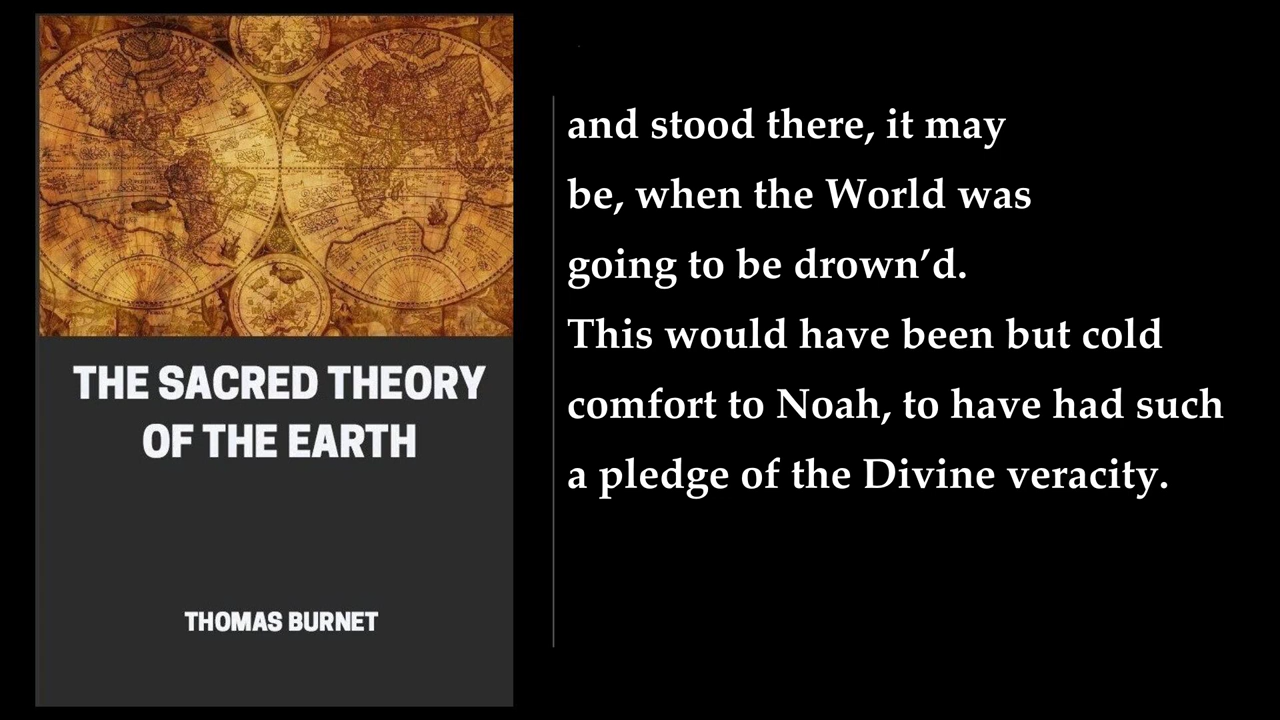 THE SACRED THEORY
OF THE EARTH
THOMAS BURNET
and stood there, it may
be, when the World was
going to be drown’d.
This would have been but cold
comfort to Noah, to have had such
a pledge of the Divine veracity.